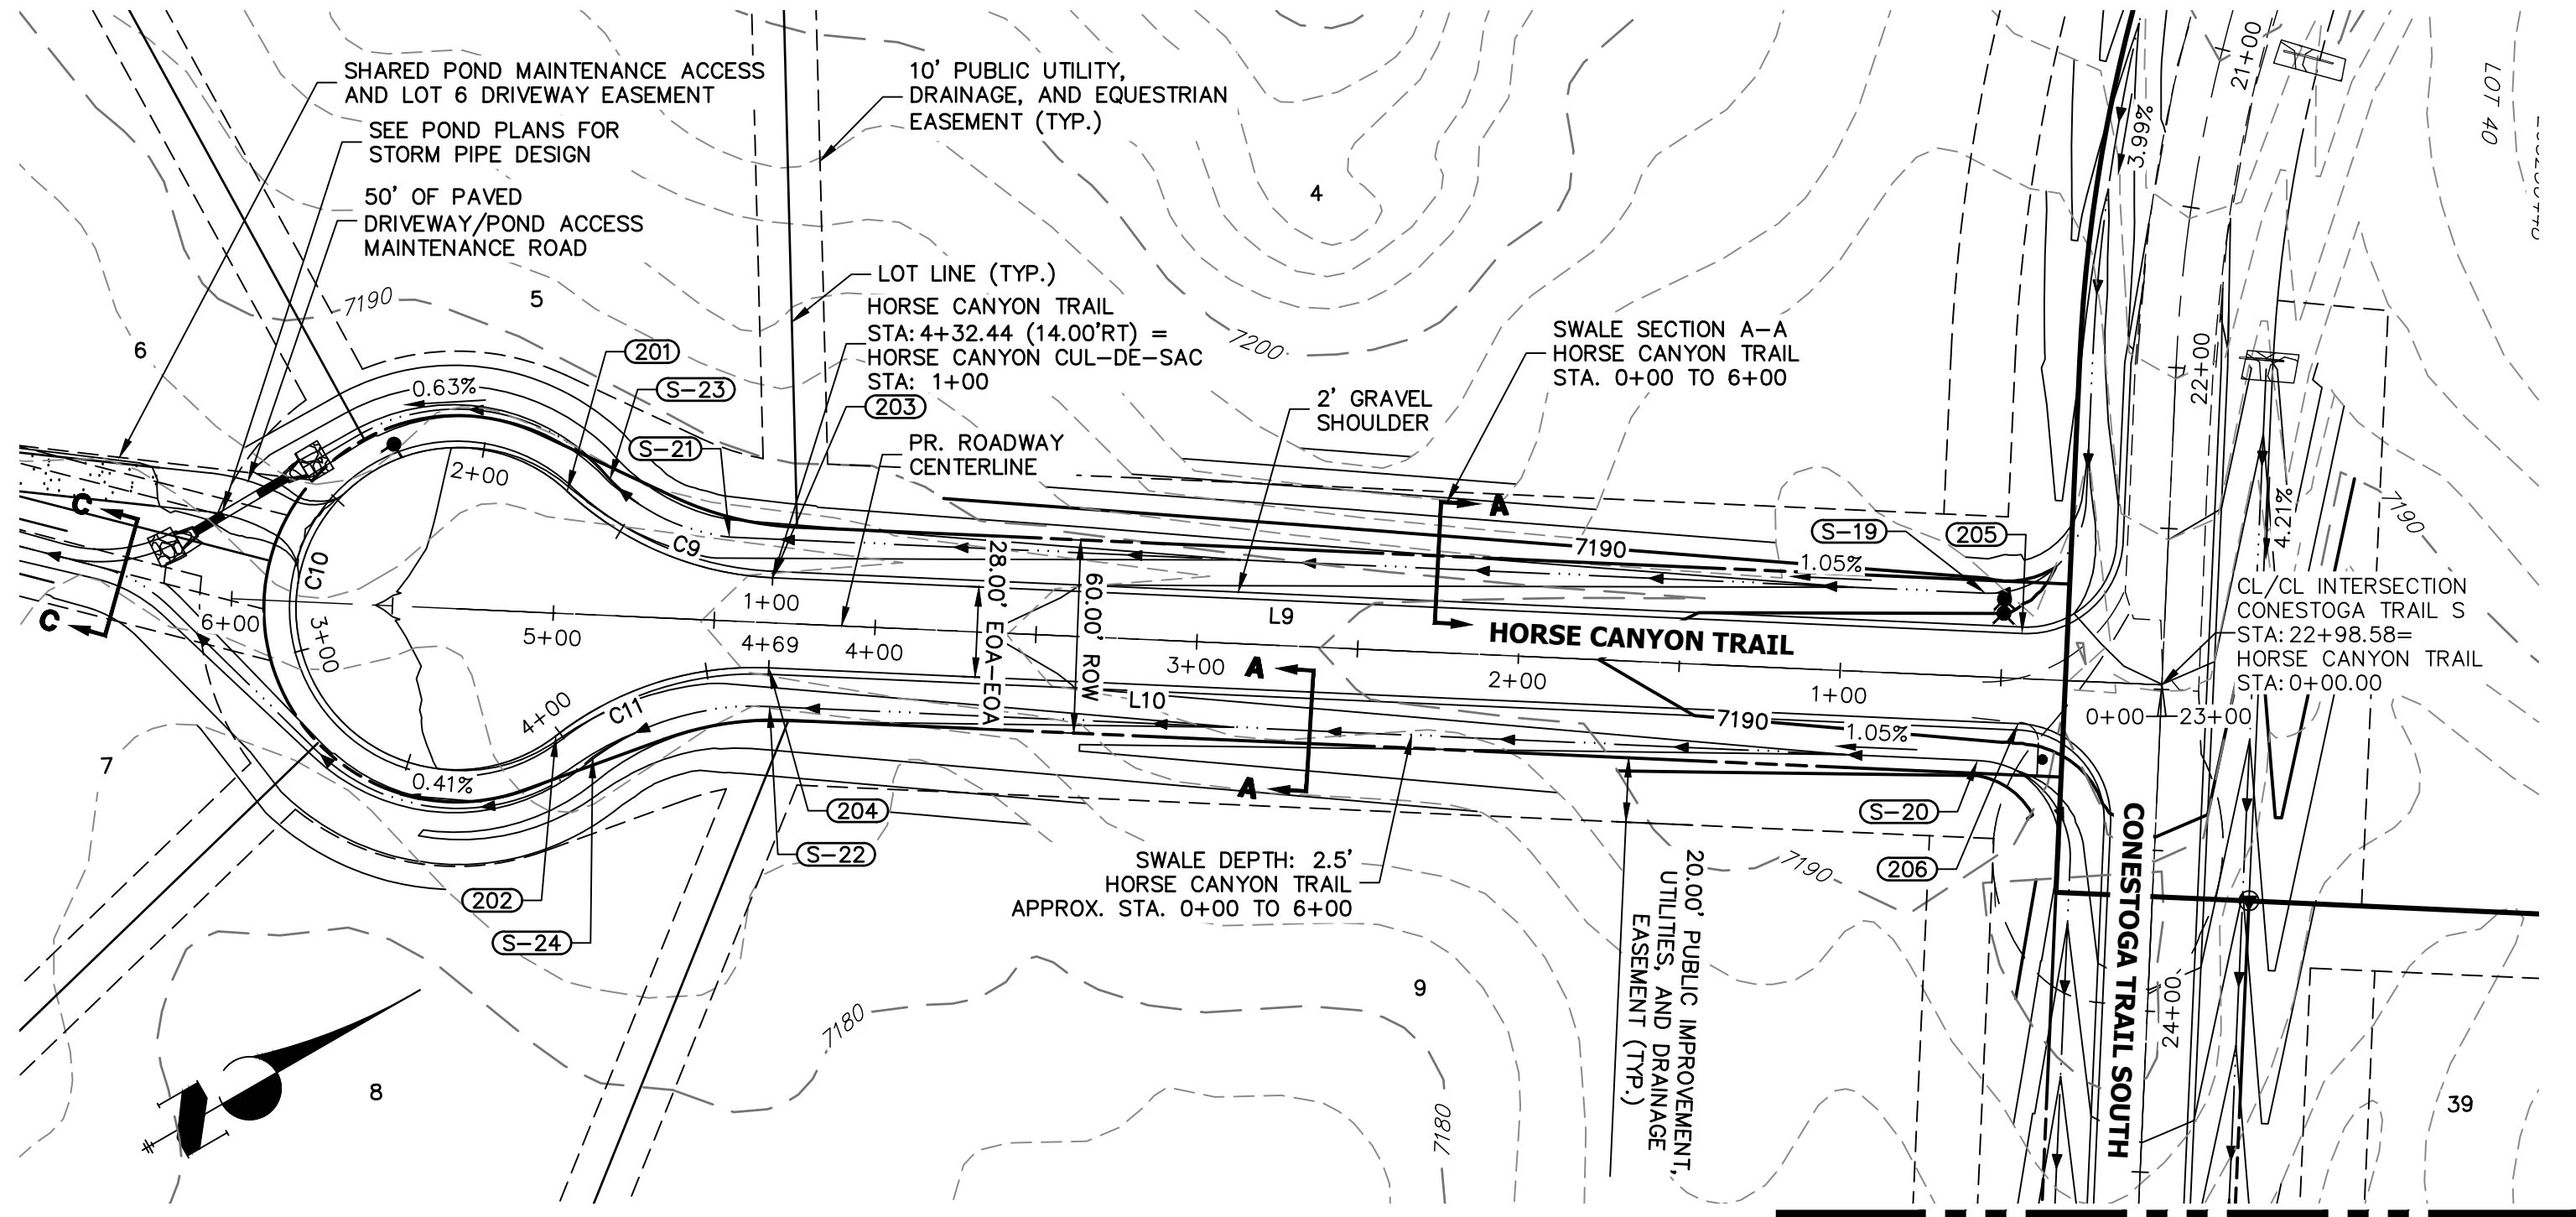 SHARED POND MAINTENANCE ACCESS
AND LOT 6 DRIVEWAY EASEMENT
SEE POND PLANS FOR
STORM PIPE DESIGN
50' OF PAVED
DRIVEWAY/POND ACCESS
MAINTENANCE ROAD
10' PUBLIC UTILITY,
DRAINAGE, AND EQUESTRIAN
EASEMENT (TYP.)
LOT LINE (TYP.)
HORSE CANYON TRAIL
STA: 4+32.44 (14.00'RT) =
HORSE CANYON CUL-DE-SAC
STA: 1+00
203
PR. ROADWAY
CENTERLINE
2' GRAVEL
SHOULDER
SWALE SECTION A-A
HORSE CANYON TRAIL
STA. 0+00 TO 6+00
4
5
6
7190
7200
201
S-23
S-21
0.63%
2+00
C9
C10
3+00
C
C
6+00
5+00
1+00
4+69
4+00
28.00' EOA-EOA
60.00' ROW
3+00
L9
L10
A
A
A
A
HORSE CANYON TRAIL
2+00
1+00
7190
1.05%
7190
1.05%
S-19
205
3.99%
21+00
22+00
LOT 40
4.21%
7190
CL/CL INTERSECTION
CONESTOGA TRAIL S
STA: 22+98.58=
HORSE CANYON TRAIL
STA: 0+00.00
0+00
23+00
4+00
C11
0.41%
7
202
S-24
204
S-22
SWALE DEPTH: 2.5'
HORSE CANYON TRAIL
APPROX. STA. 0+00 TO 6+00
S-20
206
20.00' PUBLIC IMPROVEMENT,
UTILITIES, AND DRAINAGE
EASEMENT (TYP.)
7190
CONESTOGA TRAIL SOUTH
24+00
7180
7180
8
9
39
N